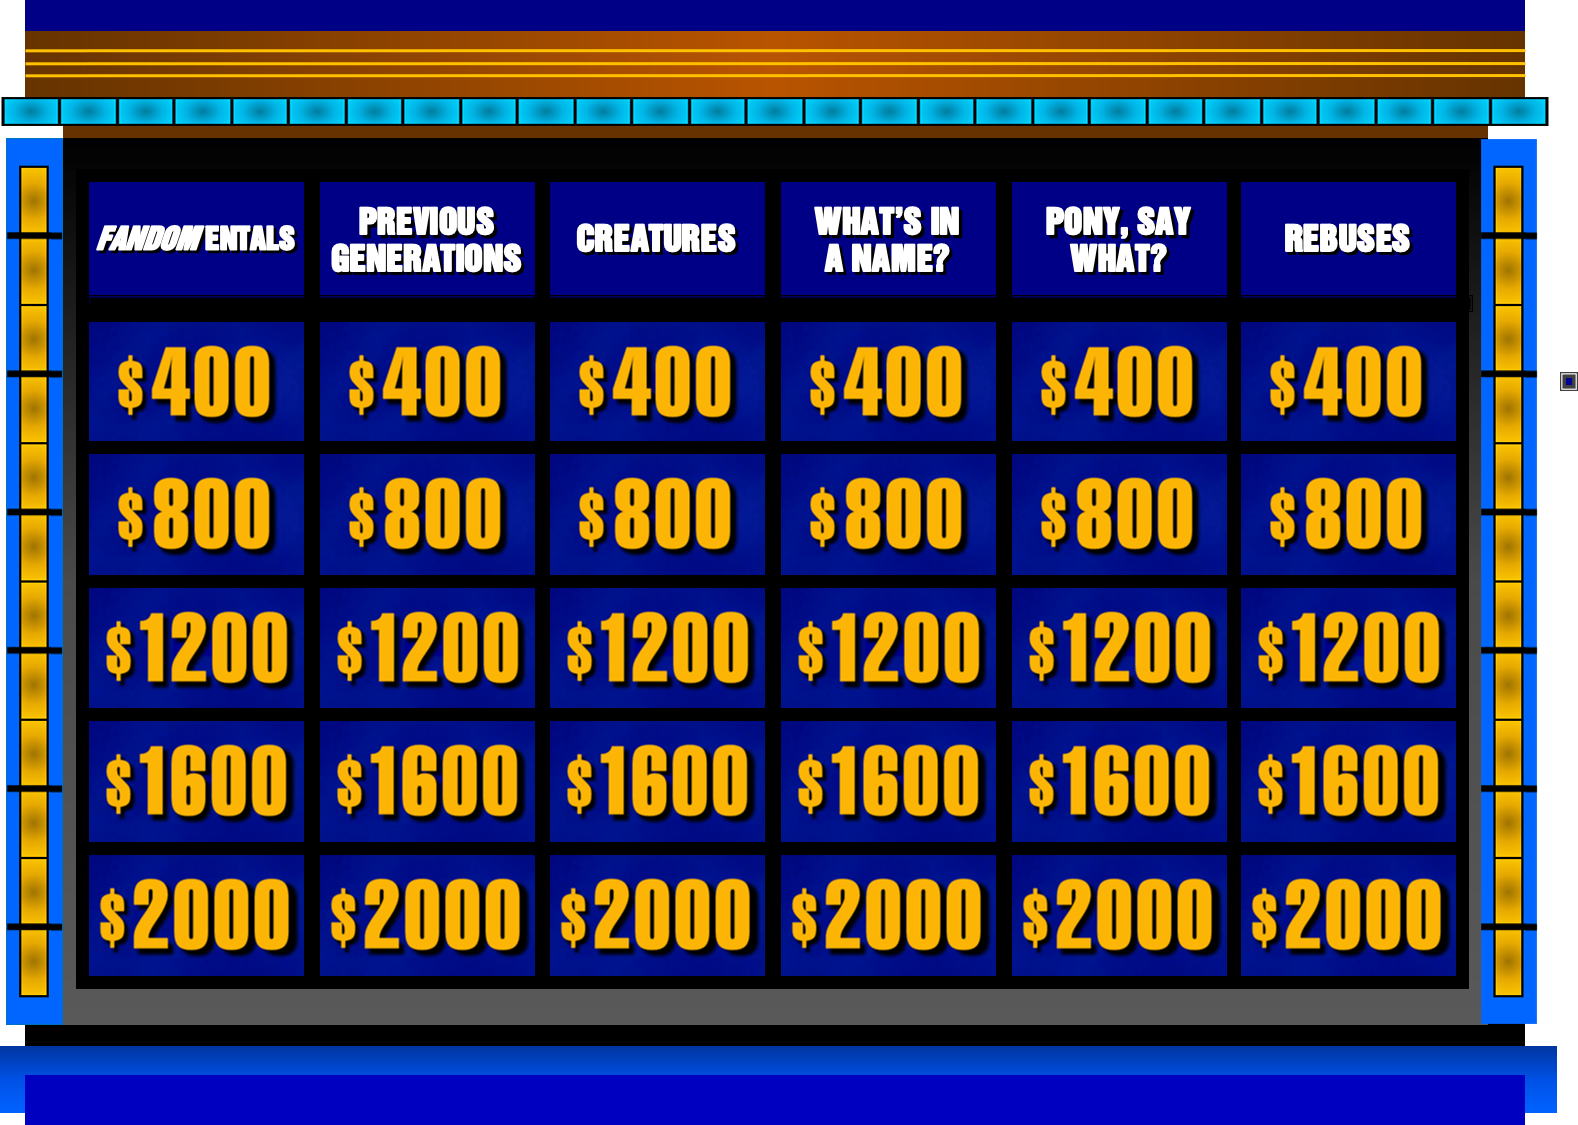 FANDOMENTALS
PREVIOUS
GENERATIONS
CREATURES
WHAT'S IN
A NAME?
PONY, SAY
WHAT?
REBUSES
$400 $400 $400 $400 $400 $400
$800 $800 $800 $800 $800 $800
$1200 $1200 $1200 $1200 $1200 $1200
$1600 $1600 $1600 $1600 $1600 $1600
$2000 $2000 $2000 $2000 $2000 $2000